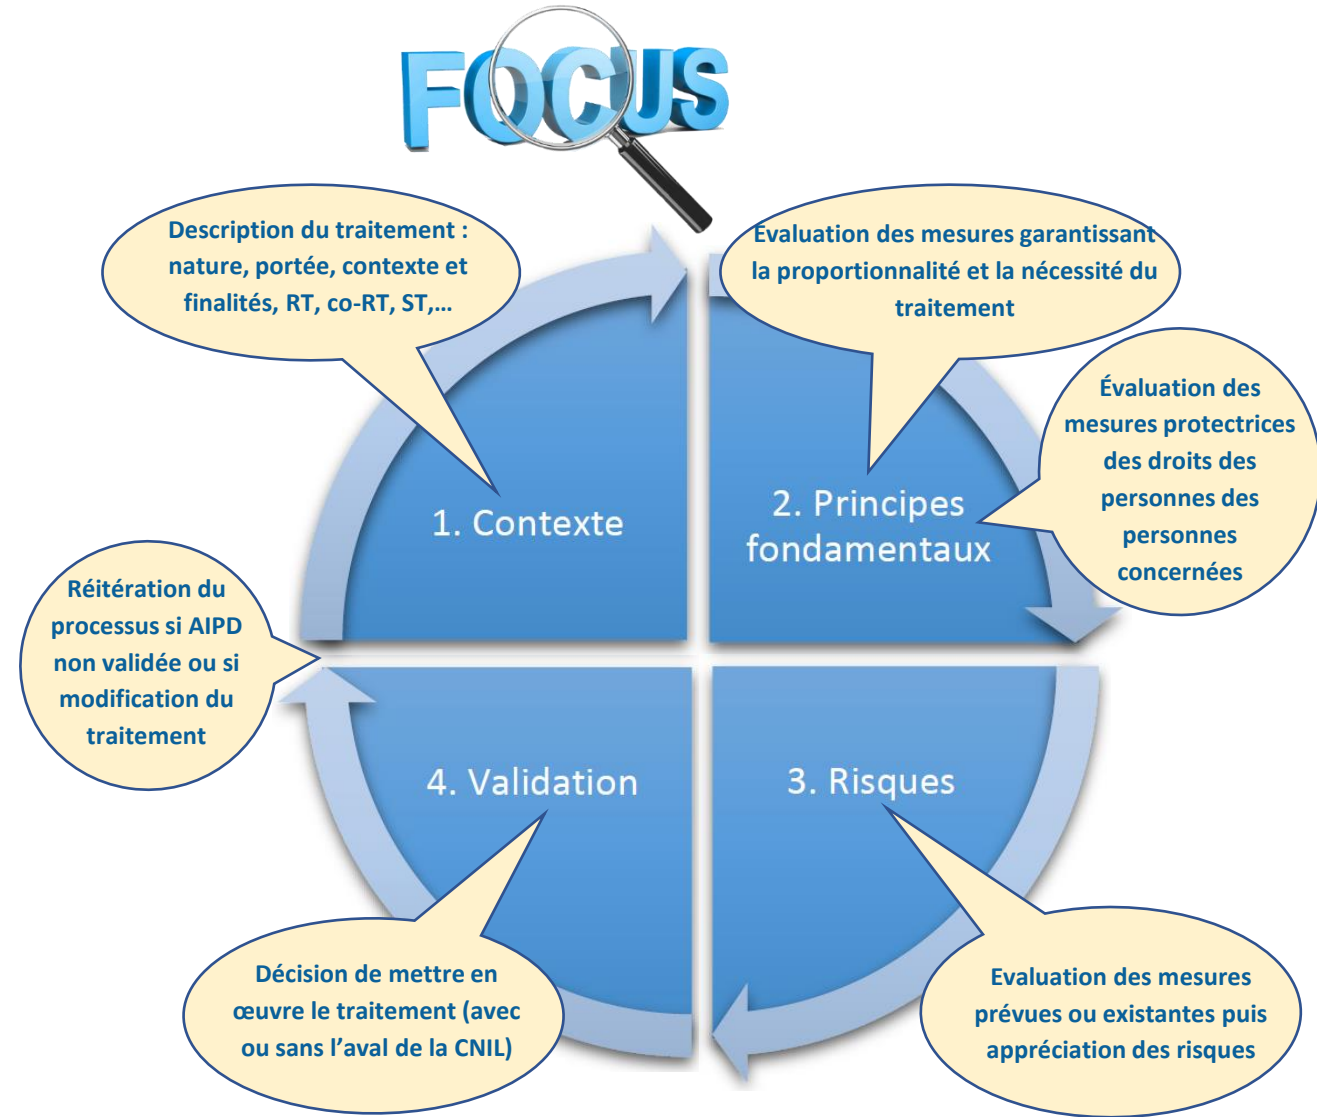 FOCUS
Description du traitement :
nature, portée, contexte et
finalités, RT, co-RT, ST,...
Evaluation des mesures garantissant
la proportionnalité et la nécessité du
traitement
Évaluation des
mesures protectrices
des droits des
personnes des
personnes
concernées
1. Contexte
2. Principes
fondamentaux
Réitération du
processus si AIPD
non validée ou si
modification du
traitement
4. Validation
3. Risques
Décision de mettre en
œuvre le traitement (avec
ou sans l’aval de la CNIL)
Evaluation des mesures
prévues ou existantes puis
appréciation des risques